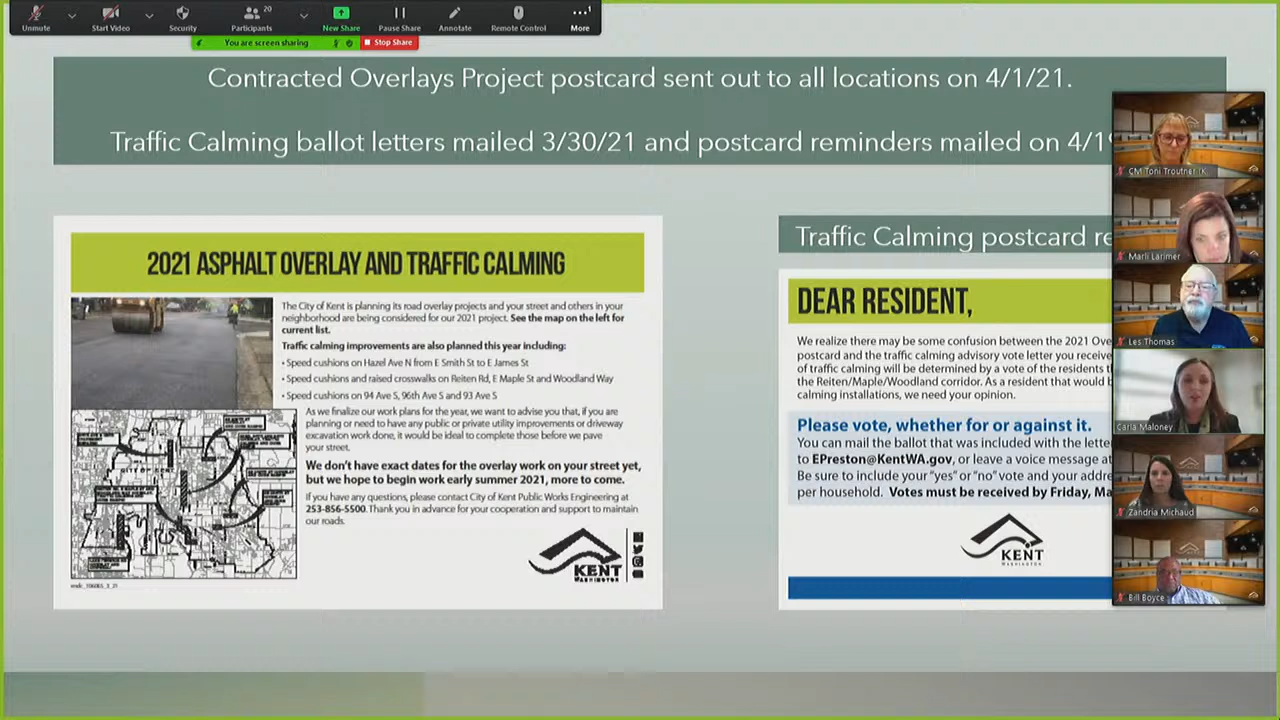 Unmute
Start Video
Security
Participants
20
New Share
Pause Share
Annotate
Remote Control
1
More
You are screen sharing
Stop Share
Contracted Overlays Project postcard sent out to all locations on 4/1/21.
Traffic Calming ballot letters mailed 3/30/21 and postcard reminders mailed on 4/19
2021 ASPHALT OVERLAY AND TRAFFIC CALMING
The City of Kent is planning its road overlay projects and your street and others in your
neighborhood are being considered for our 2021 project. See the map on the left for
current list.
Traffic calming improvements are also planned this year including:
• Speed cushions on Hazel Ave N from E Smith St to E James St
• Speed cushions and raised crosswalks on Reiten Rd, E Maple St and Woodland Way
• Speed cushions on 94 Ave S, 96th Ave S and 93 Ave S
As we finalize our work plans for the year, we want to advise you that, if you are
planning or need to have any public or private utility improvements or driveway
excavation work done, it would be ideal to complete those before we pave
your street.
We don't have exact dates for the overlay work on your street yet,
but we hope to begin work early summer 2021, more to come.
If you have any questions, please contact City of Kent Public Works Engineering at
253-856-5500. Thank you in advance for your cooperation and support to maintain
our roads.
KENT
WASHINGTON
Traffic Calming postcard re
DEAR RESIDENT,
We realize there may be some confusion between the 2021 Ove
postcard and the traffic calming advisory vote letter you receive
of traffic calming will be determined by a vote of the residents t
the Reiten/Maple/Woodland corridor. As a resident that would b
calming installations, we need your opinion.
Please vote, whether for or against it.
You can mail the ballot that was included with the lette
to EPreston@KentWA.gov, or leave a voice message at
Be sure to include your "yes" or "no" vote and your addre
per household. Votes must be received by Friday, Ma
KENT
WASHINGTON
CM Toni Troutner
Marli Larimer
Les Thomas
Carla Maloney
Zandria Michaud
Bill Boyce